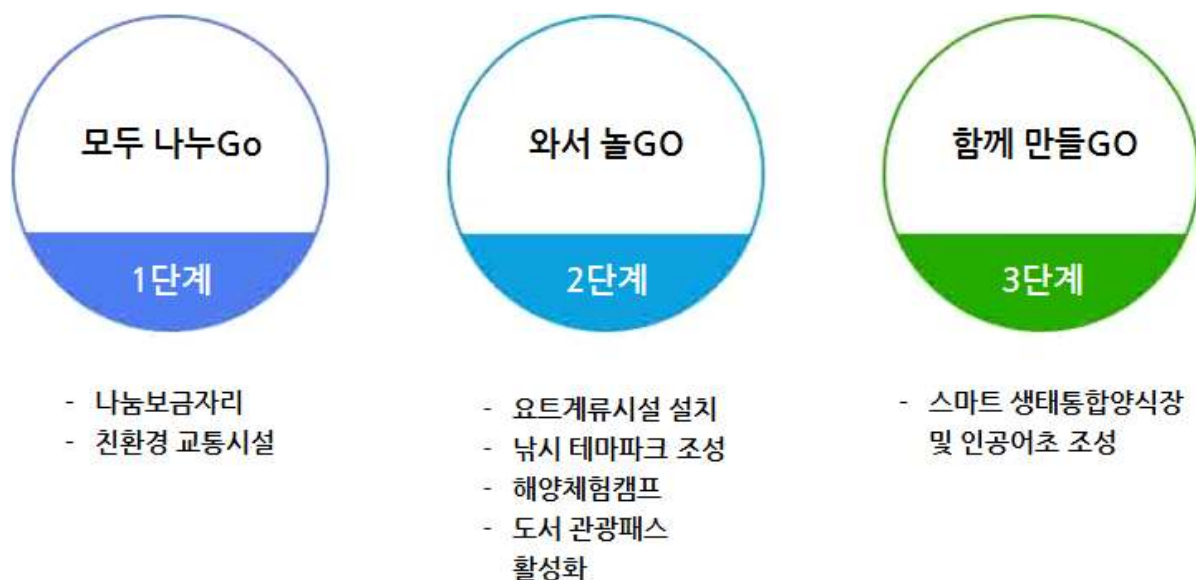 모두 나누Go
1단계
- 나눔보금자리
- 친환경 교통시설
와서 놀GO
2단계
- 요트계류시설 설치
- 낚시 테마파크 조성
- 해양체험캠프
- 도서 관광패스
활성화
함께 만들GO
3단계
- 스마트 생태통합양식장
및 인공어초 조성